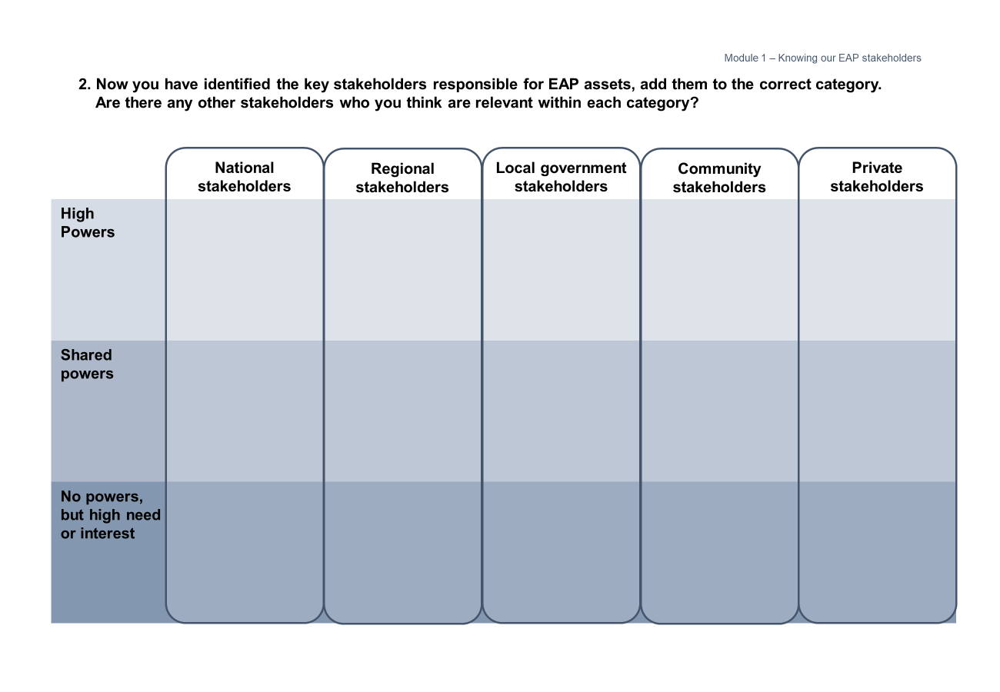 Module 1 – Knowing our EAP stakeholders
2. Now you have identified the key stakeholders responsible for EAP assets, add them to the correct category.
Are there any other stakeholders who you think are relevant within each category?
National
stakeholders
Regional
stakeholders
Local government
stakeholders
Community
stakeholders
Private
stakeholders
High
Powers
Shared
powers
No powers,
but high need
or interest